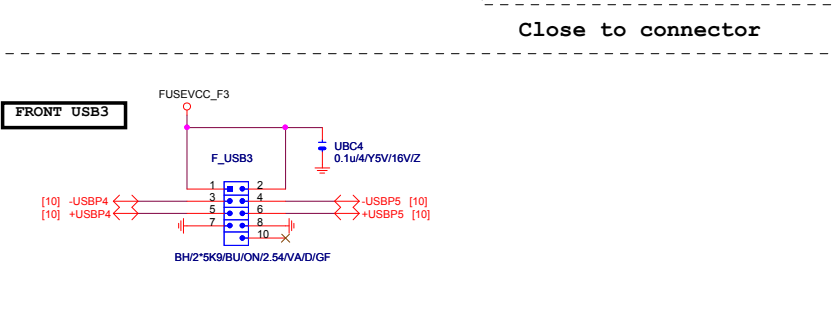 Close to connector
FUSEVCC_F3
FRONT USB3
UBC4
0.1u/4/Y5V/16V/Z
F_USB3
1 2
[10] -USBP4 3 4 -USBP5 [10]
[10] +USBP4 5 6 +USBP5 [10]
7 8
10
BH/2*5K9/BU/ON/2.54/VA/D/GF